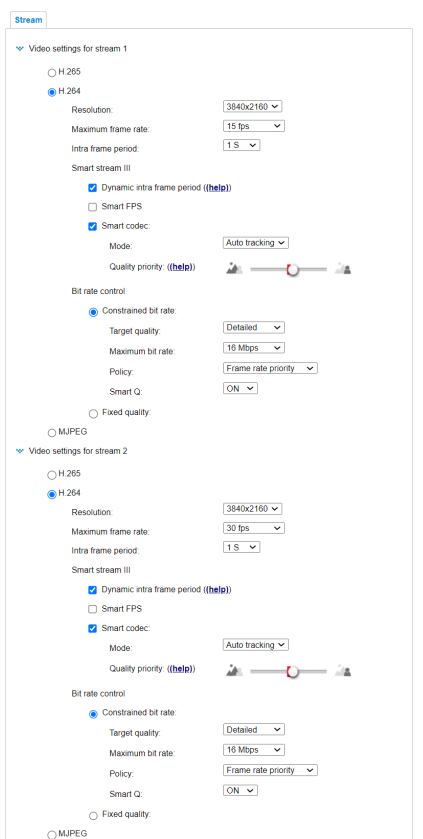 Stream
Video settings for stream 1
H.265
H.264
Resolution: 3840x2160
Maximum frame rate: 15 fps
Intra frame period: 1 S
Smart stream III
Dynamic intra frame period ((help))
Smart FPS
Smart codec:
Mode: Auto tracking
Quality priority: ((help))
Bit rate control
Constrained bit rate:
Target quality: Detailed
Maximum bit rate: 16 Mbps
Policy: Frame rate priority
Smart Q: ON
Fixed quality:
MJPEG
Video settings for stream 2
H.265
H.264
Resolution: 3840x2160
Maximum frame rate: 30 fps
Intra frame period: 1 S
Smart stream III
Dynamic intra frame period ((help))
Smart FPS
Smart codec:
Mode: Auto tracking
Quality priority: ((help))
Bit rate control
Constrained bit rate:
Target quality: Detailed
Maximum bit rate: 16 Mbps
Policy: Frame rate priority
Smart Q: ON
Fixed quality:
MJPEG